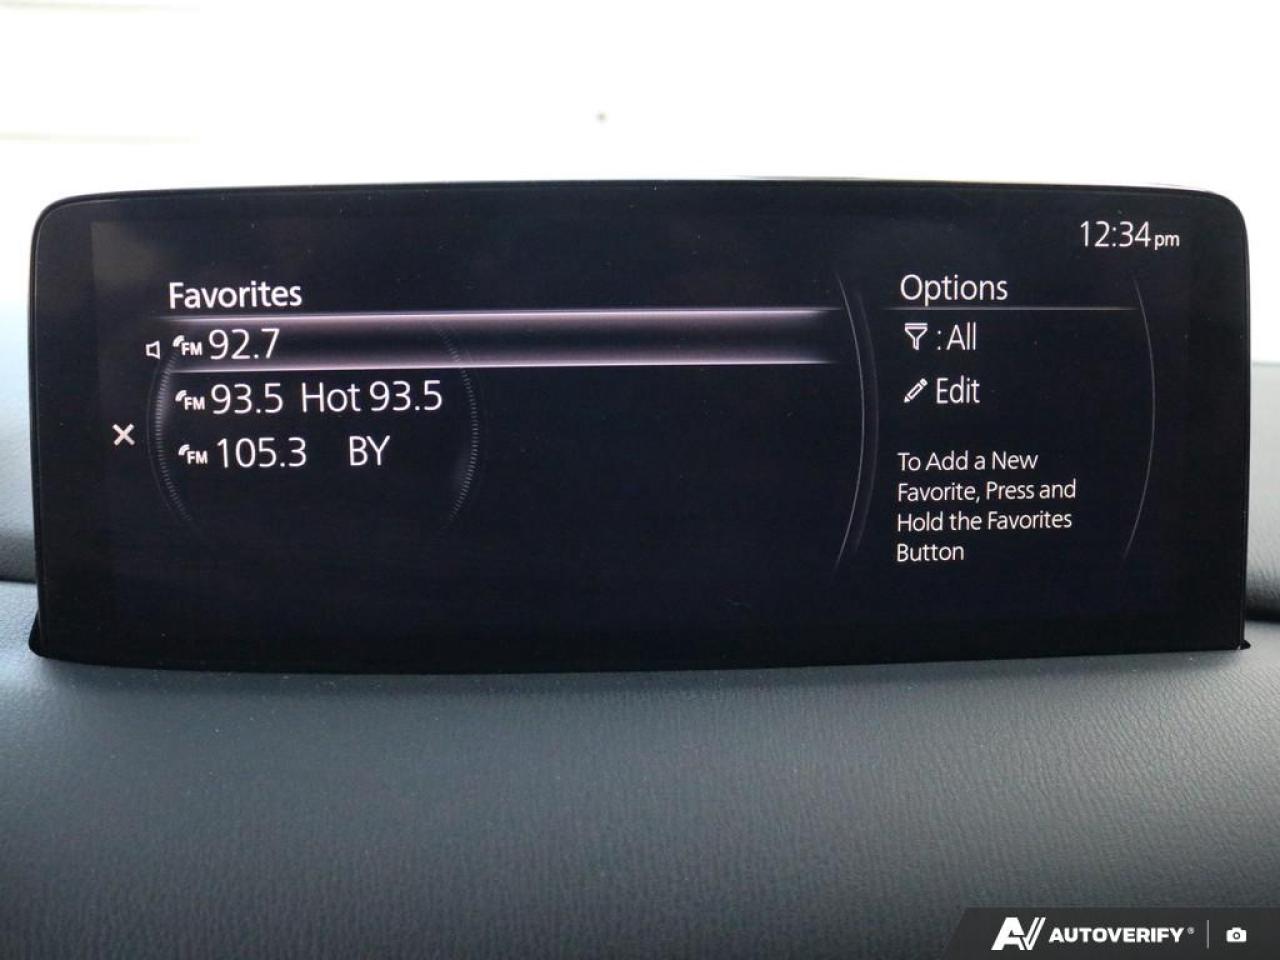 12:34pm
Favorites
FM 92.7
FM 93.5 Hot 93.5
FM 105.3 BY
Options
: All
Edit
To Add a New
Favorite, Press and
Hold the Favorites
Button
AUTOVERIFY®